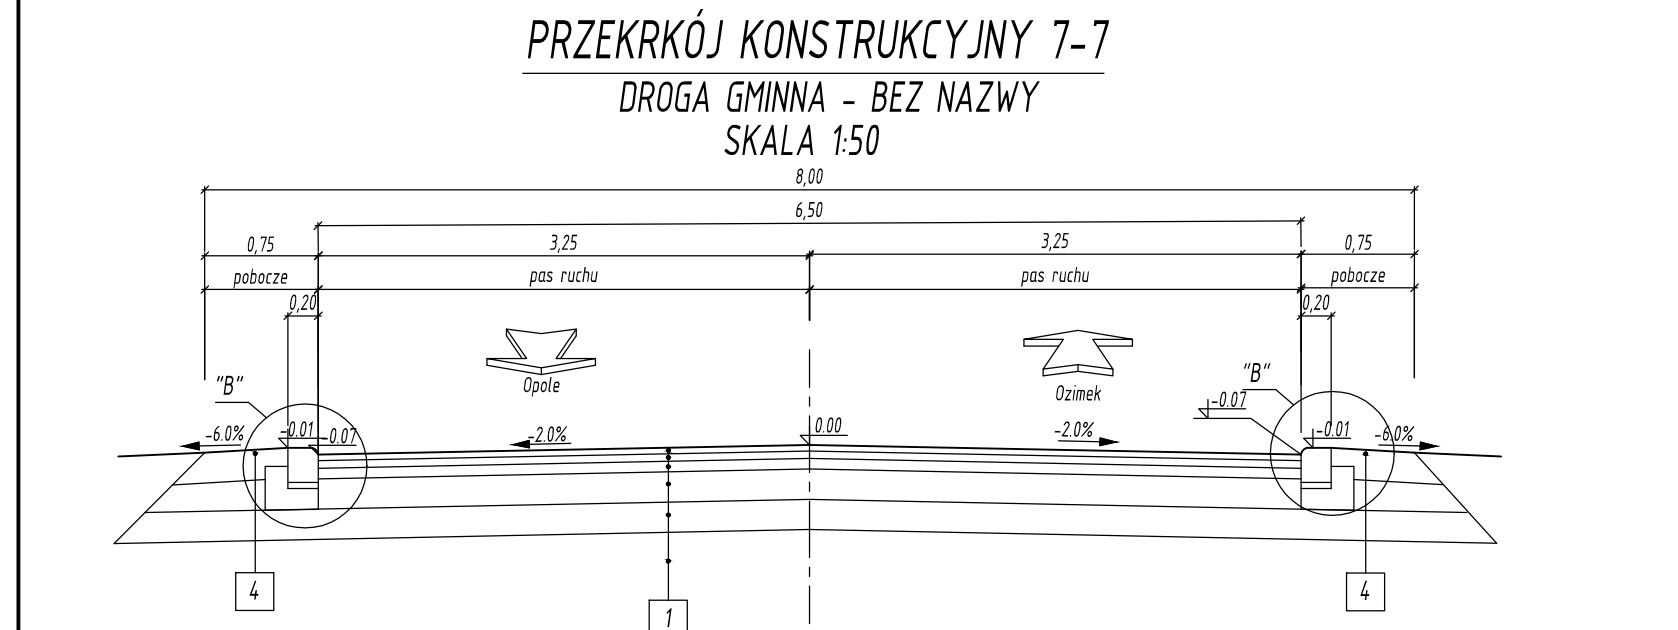 PRZEKRKÓJ KONSTRUKCYJNY 7-7
DROGA GMINNA - BEZ NAZWY
SKALA 1:50
8,00
6,50
0,75 3,25 3,25 0,75
pobocze pas ruchu pas ruchu pobocze
0,20 0,20
Opole Ozimek
"B" "B"
-0.07
-6.0% -0.01 -0.07 -2.0% 0.00 -2.0% -0.01 -6.0%
4 4
1